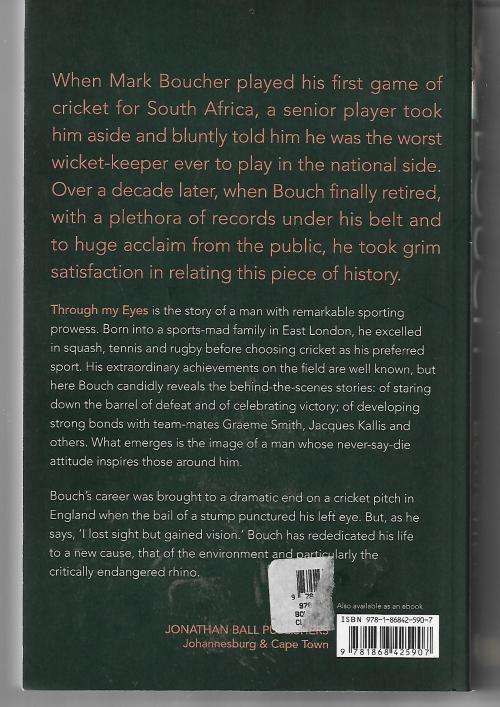 When Mark Boucher played his first game of
cricket for South Africa, a senior player took
him aside and bluntly told him he was the worst
wicket-keeper ever to play in the national side.
Over a decade later, when Bouch finally retired,
with a plethora of records under his belt and
to huge acclaim from the public, he took grim
satisfaction in relating this piece of history.
Through my Eyes is the story of a man with remarkable sporting
prowess. Born into a sports-mad family in East London, he excelled
in squash, tennis and rugby before choosing cricket as his preferred
sport. His extraordinary achievements on the field are well known, but
here Bouch candidly reveals the behind-the-scenes stories: of staring
down the barrel of defeat and of celebrating victory; of developing
strong bonds with team-mates Graeme Smith, Jacques Kallis and
others. What emerges is the image of a man whose never-say-die
attitude inspires those around him.
Bouch's career was brought to a dramatic end on a cricket pitch in
England when the bail of a stump punctured his left eye. But, as he
says, 'I lost sight but gained vision.' Bouch has rededicated his life
to a new cause, that of the environment and particularly the
critically endangered rhino.
Also available as an ebook
ISBN 978-1-86842-590-7
9 781868 425907
JONATHAN BALL
Johannesburg & Cape Town